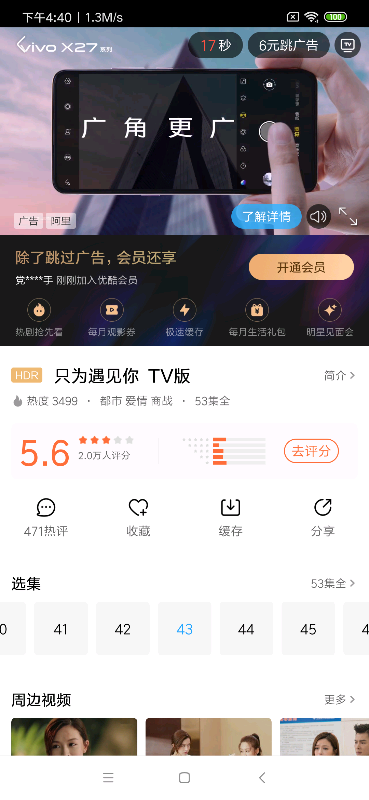 下午4:40 | 1.3M/s
100
vivo X27 系列
17秒
6元跳广告
TV
广角更广
广告
阿里
了解详情
除了跳过广告，会员还享
党****手 刚刚加入优酷会员
开通会员
热剧抢先看
每月观影券
极速缓存
每月生活礼包
明星见面会
HDR
只为遇见你 TV版
简介
热度 3499 · 都市 爱情 商战 · 53集全
5.6
2.0万人评分
去评分
471热评
收藏
缓存
分享
选集
53集全
0
41
42
43
44
45
4
周边视频
更多